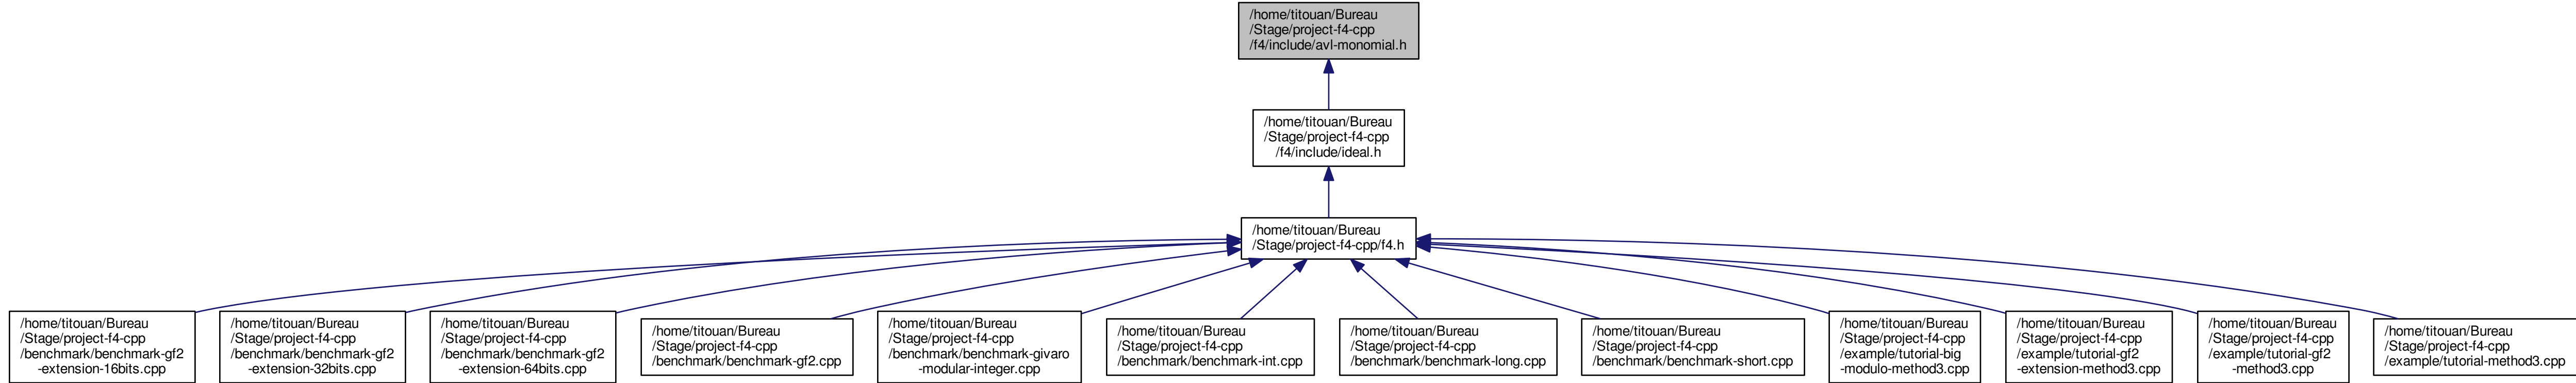 /home/titouan/Bureau
/Stage/project-f4-cpp
/f4/include/avl-monomial.h
/home/titouan/Bureau
/Stage/project-f4-cpp
/f4/include/ideal.h
/home/titouan/Bureau
/Stage/project-f4-cpp/f4.h
/home/titouan/Bureau
/Stage/project-f4-cpp
/benchmark/benchmark-gf2
-extension-16bits.cpp
/home/titouan/Bureau
/Stage/project-f4-cpp
/benchmark/benchmark-gf2
-extension-32bits.cpp
/home/titouan/Bureau
/Stage/project-f4-cpp
/benchmark/benchmark-gf2
-extension-64bits.cpp
/home/titouan/Bureau
/Stage/project-f4-cpp
/benchmark/benchmark-gf2.cpp
/home/titouan/Bureau
/Stage/project-f4-cpp
/benchmark/benchmark-givaro
-modular-integer.cpp
/home/titouan/Bureau
/Stage/project-f4-cpp
/benchmark/benchmark-int.cpp
/home/titouan/Bureau
/Stage/project-f4-cpp
/benchmark/benchmark-long.cpp
/home/titouan/Bureau
/Stage/project-f4-cpp
/benchmark/benchmark-short.cpp
/home/titouan/Bureau
/Stage/project-f4-cpp
/example/tutorial-big
-modulo-method3.cpp
/home/titouan/Bureau
/Stage/project-f4-cpp
/example/tutorial-gf2
-extension-method3.cpp
/home/titouan/Bureau
/Stage/project-f4-cpp
/example/tutorial-gf2
-method3.cpp
/home/titouan/Bureau
/Stage/project-f4-cpp
/example/tutorial-method3.cpp